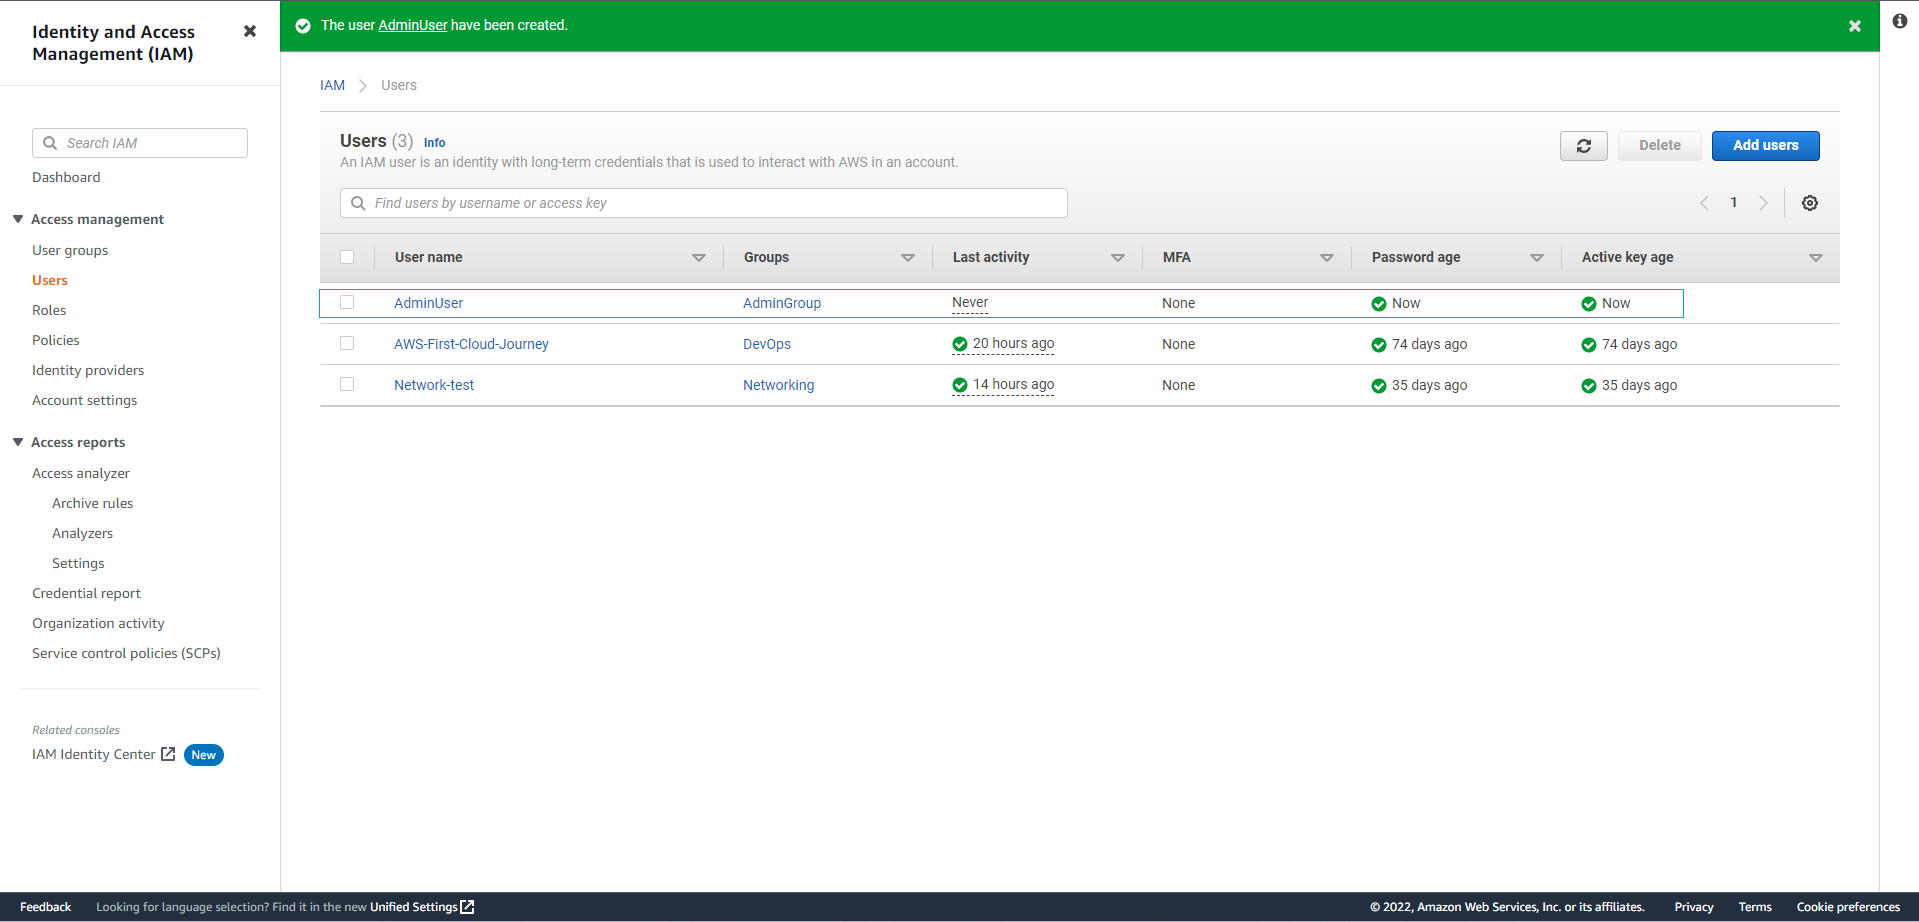 The user AdminUser have been created.
Identity and Access
Management (IAM)
Search IAM
Dashboard
Access management
User groups
Users
Roles
Policies
Identity providers
Account settings
Access reports
Access analyzer
Archive rules
Analyzers
Settings
Credential report
Organization activity
Service control policies (SCPs)
Related consoles
IAM Identity Center New
IAM Users
Users (3) Info
An IAM user is an identity with long-term credentials that is used to interact with AWS in an account.
Delete Add users
Find users by username or access key
1
User name Groups Last activity MFA Password age Active key age
AdminUser AdminGroup Never None Now Now
AWS-First-Cloud-Journey DevOps 20 hours ago None 74 days ago 74 days ago
Network-test Networking 14 hours ago None 35 days ago 35 days ago
Feedback Looking for language selection? Find it in the new Unified Settings © 2022, Amazon Web Services, Inc. or its affiliates. Privacy Terms Cookie preferences